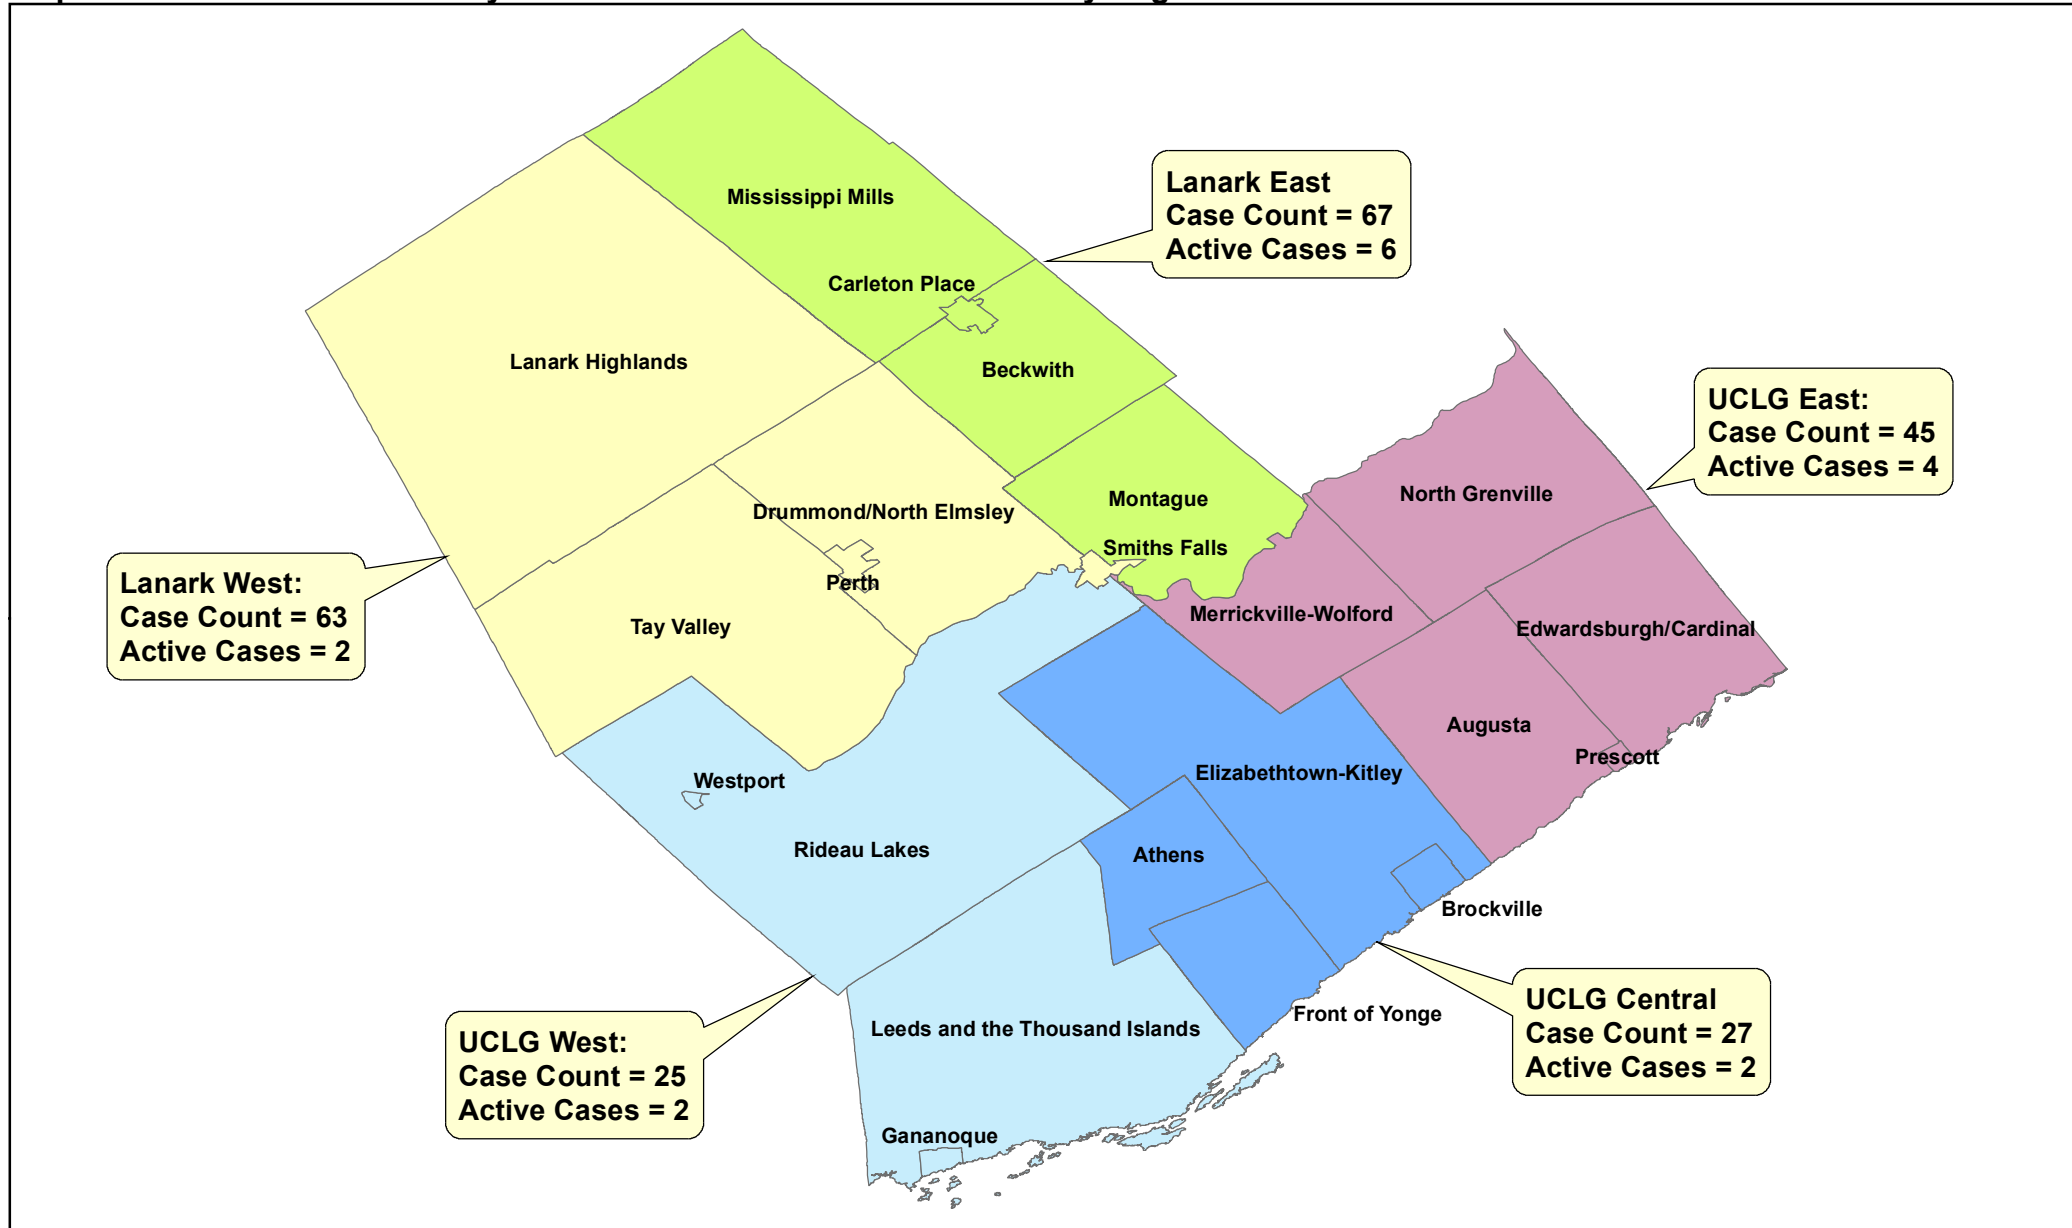 Mississippi Mills
Lanark East
Case Count = 67
Active Cases = 6
Carleton Place
Lanark Highlands
Beckwith
UCLG East:
Case Count = 45
Active Cases = 4
North Grenville
Montague
Drummond/North Elmsley
Smiths Falls
Perth
Lanark West:
Case Count = 63
Active Cases = 2
Merrickville-Wolford
Tay Valley
Edwardsburgh/Cardinal
Augusta
Prescott
Elizabethtown-Kitley
Westport
Rideau Lakes
Athens
Brockville
UCLG Central
Case Count = 27
Active Cases = 2
Front of Yonge
Leeds and the Thousand Islands
UCLG West:
Case Count = 25
Active Cases = 2
Gananoque